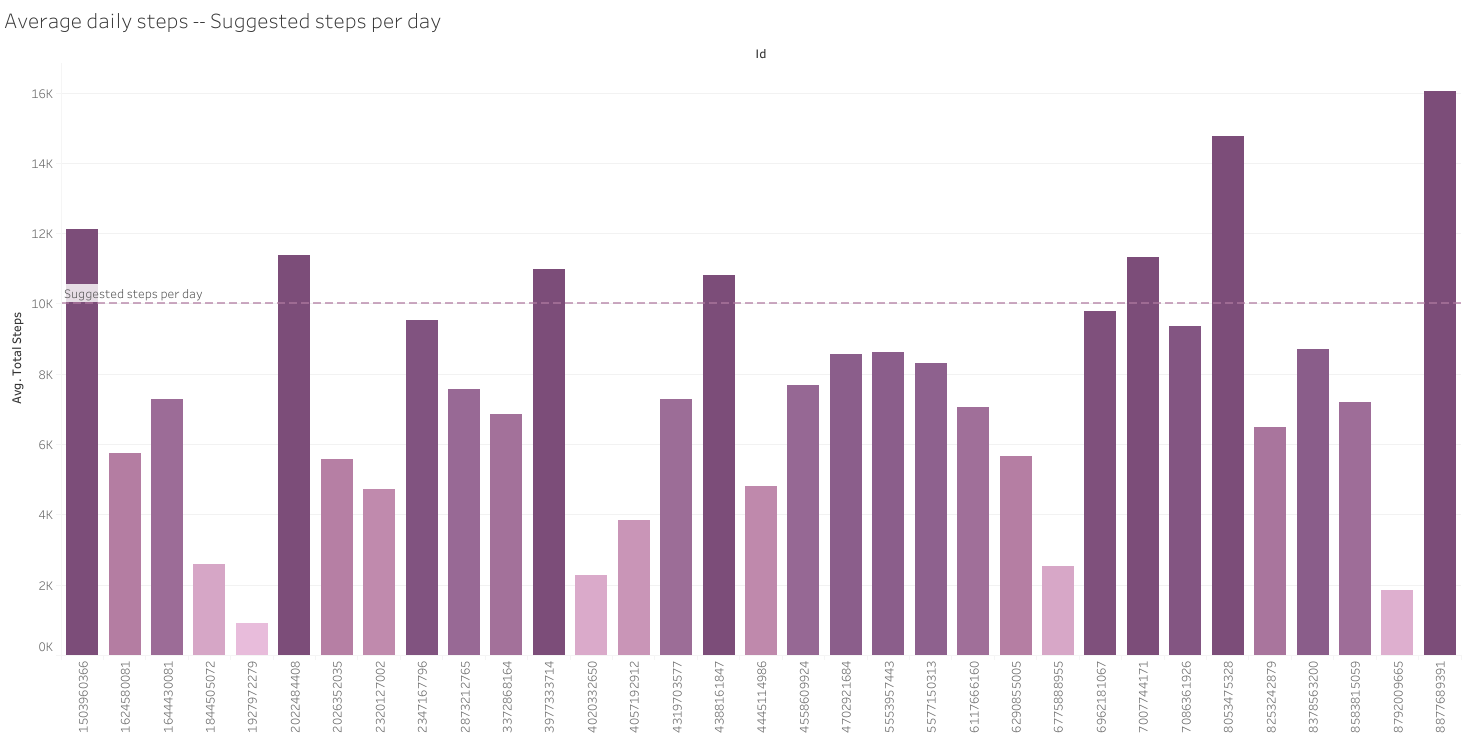 Average daily steps -- Suggested steps per day
Id
16K
14K
12K
Suggested steps per day
10K
8K
6K
4K
2K
0K
Avg. Total Steps
1503960366
1624580081
1644430081
1844505072
1927972279
2022484408
2026352035
2320127002
2347167796
2873212765
3372868164
3977333714
4020332650
4057192912
4319703577
4388161847
4445114986
4558609924
4702921684
5553957443
5577150313
6117666160
6290855005
6775888955
6962181067
7007744171
7086361926
8053475328
8253242879
8378563200
8583815059
8792009665
8877689391